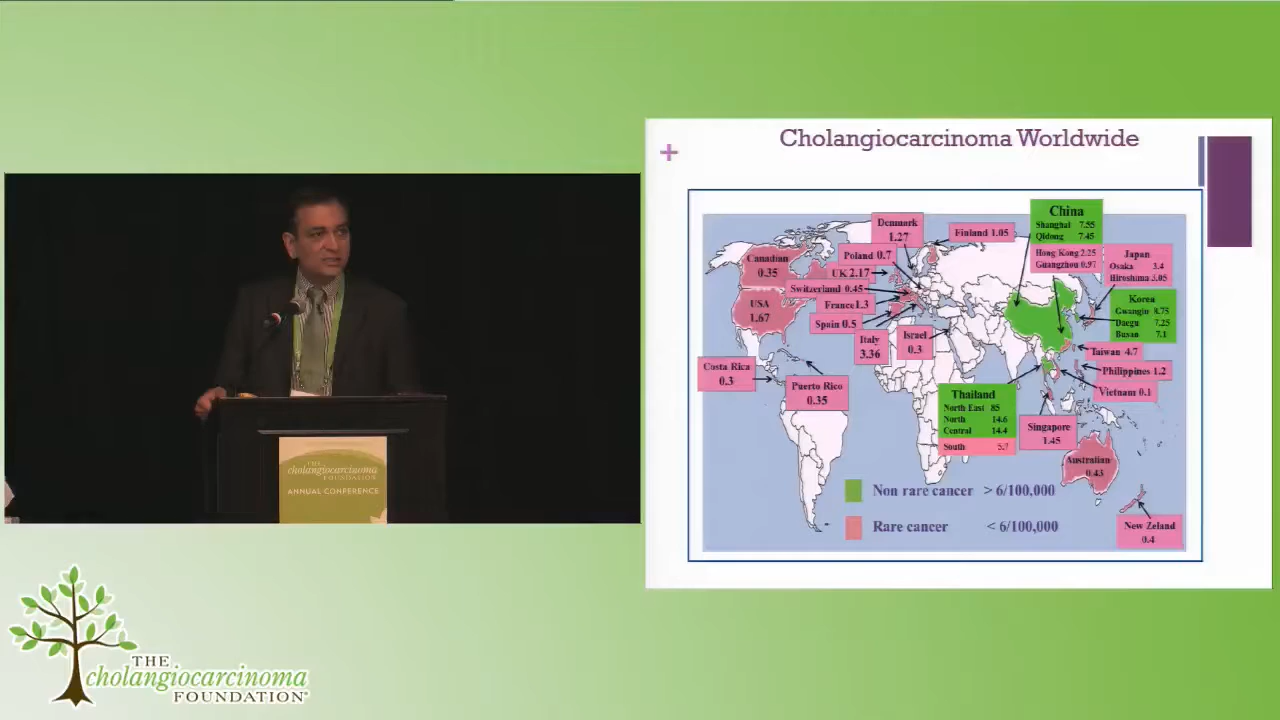 Cholangiocarcinoma Worldwide
+
Denmark
1.27
Finland 1.05
China
Shanghai 7.55
Qidong 7.45
Hong Kong 2.25
Guangzhou 0.97
Japan
Osaka 3.4
Hiroshima 3.05
Canadian
0.35
Poland 0.7
UK 2.17
Switzerland 0.45
USA
1.67
France 1.3
Spain 0.5
Korea
Gwangju 8.75
Daegu 7.25
Busan 7.1
Italy
3.36
Israel
0.3
Taiwan 4.7
Costa Rica
0.3
Philippines 1.2
Puerto Rico
0.35
Vietnam 0.1
Thailand
North East 85
North 14.6
Central 14.4
South 5.7
Singapore
1.45
Australian
0.43
Non rare cancer > 6/100,000
Rare cancer < 6/100,000
New Zeland
0.4
THE
cholangiocarcinoma
FOUNDATION
ANNUAL CONFERENCE
THE
cholangiocarcinoma
FOUNDATION